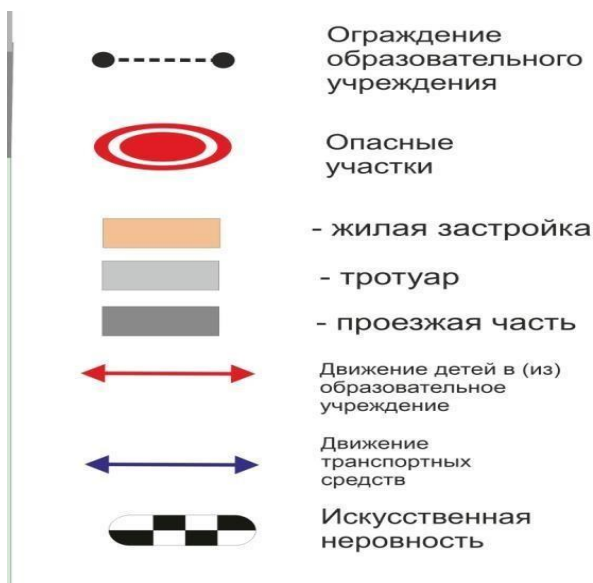 Ограждение
образовательного
учреждения
Опасные
участки
- жилая застройка
- тротуар
- проезжая часть
Движение детей в (из)
образовательное
учреждение
Движение
транспортных
средств
Искусственная
неровность